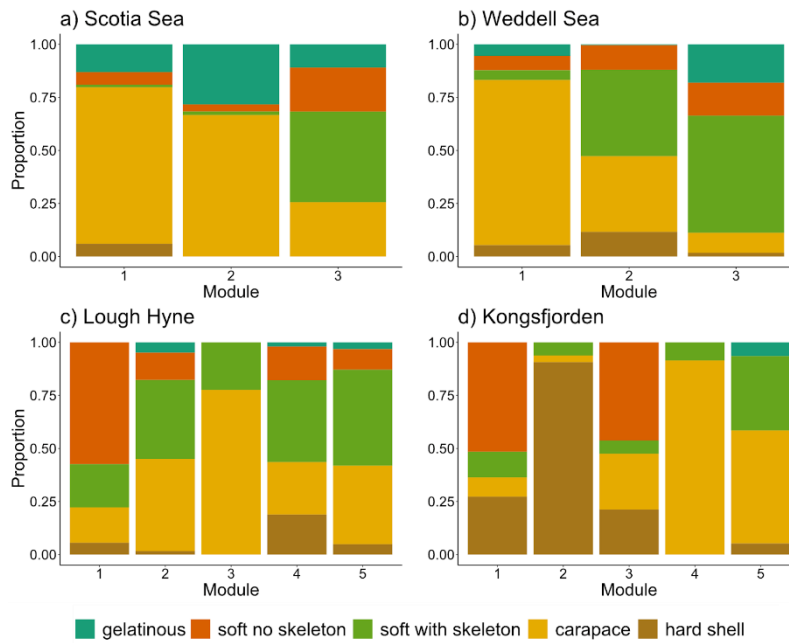 a) Scotia Sea
b) Weddell Sea
1.00
0.75
0.50
0.25
0.00
Proportion
1 2 3
Module
1.00
0.75
0.50
0.25
0.00
1 2 3
Module
c) Lough Hyne
d) Kongsfjorden
1.00
0.75
0.50
0.25
0.00
Proportion
1 2 3 4 5
Module
1.00
0.75
0.50
0.25
0.00
1 2 3 4 5
Module
gelatinous soft no skeleton soft with skeleton carapace hard shell